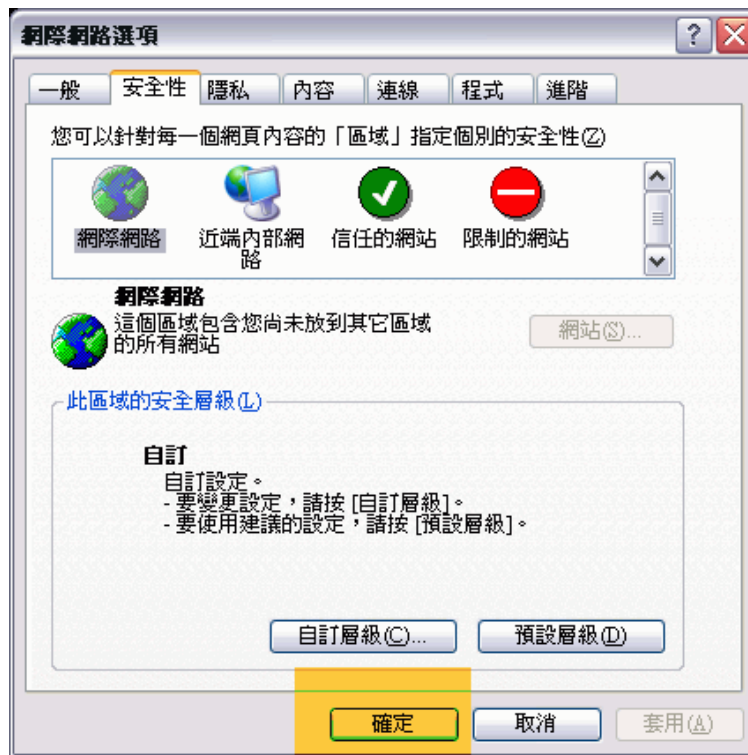 網際網路選項
一般 安全性 隱私 內容 連線 程式 進階
您可以針對每一個網頁內容的「區域」指定個別的安全性(Z)
網際網路 近端內部網路 信任的網站 限制的網站
網際網路
這個區域包含您尚未放到其它區域
的所有網站
網站(S)...
此區域的安全層級(L)
自訂
自訂設定。
- 要變更設定，請按 [自訂層級]。
- 要使用建議的設定，請按 [預設層級]。
自訂層級(C)... 預設層級(D)
確定 取消 套用(A)